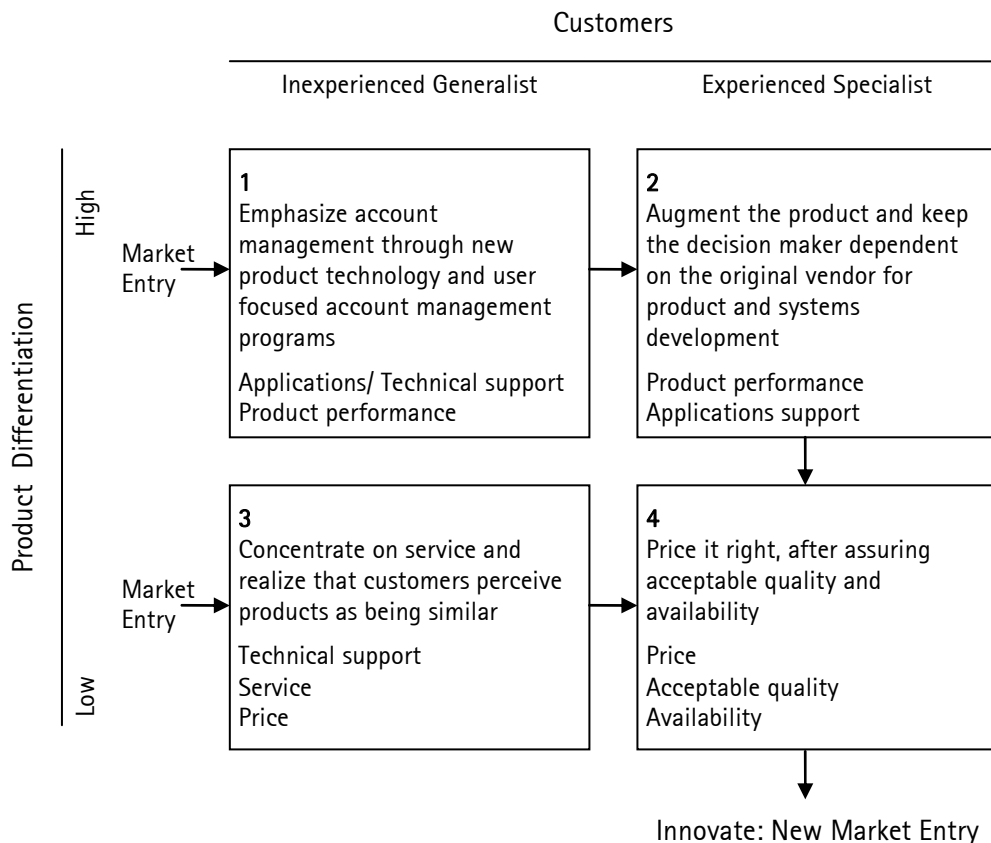 Customers
Inexperienced Generalist
Experienced Specialist
Product Differentiation
High
Low
Market
Entry
1
Emphasize account
management through new
product technology and user
focused account management
programs
Applications/ Technical support
Product performance
2
Augment the product and keep
the decision maker dependent
on the original vendor for
product and systems
development
Product performance
Applications support
Market
Entry
3
Concentrate on service and
realize that customers perceive
products as being similar
Technical support
Service
Price
4
Price it right, after assuring
acceptable quality and
availability
Price
Acceptable quality
Availability
Innovate: New Market Entry